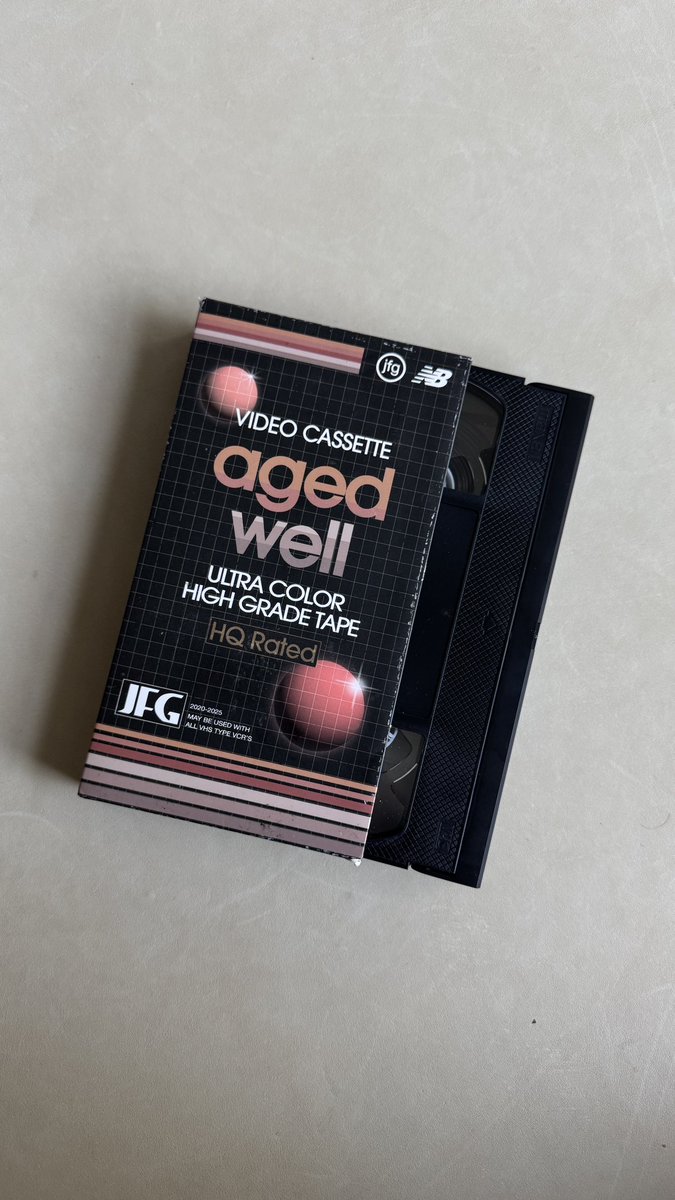 jfg NB
VIDEO CASSETTE
aged
well
ULTRA COLOR
HIGH GRADE TAPE
HQ Rated
JFG
2020-2025
MAY BE USED WITH
ALL VHS TYPE VCR'S